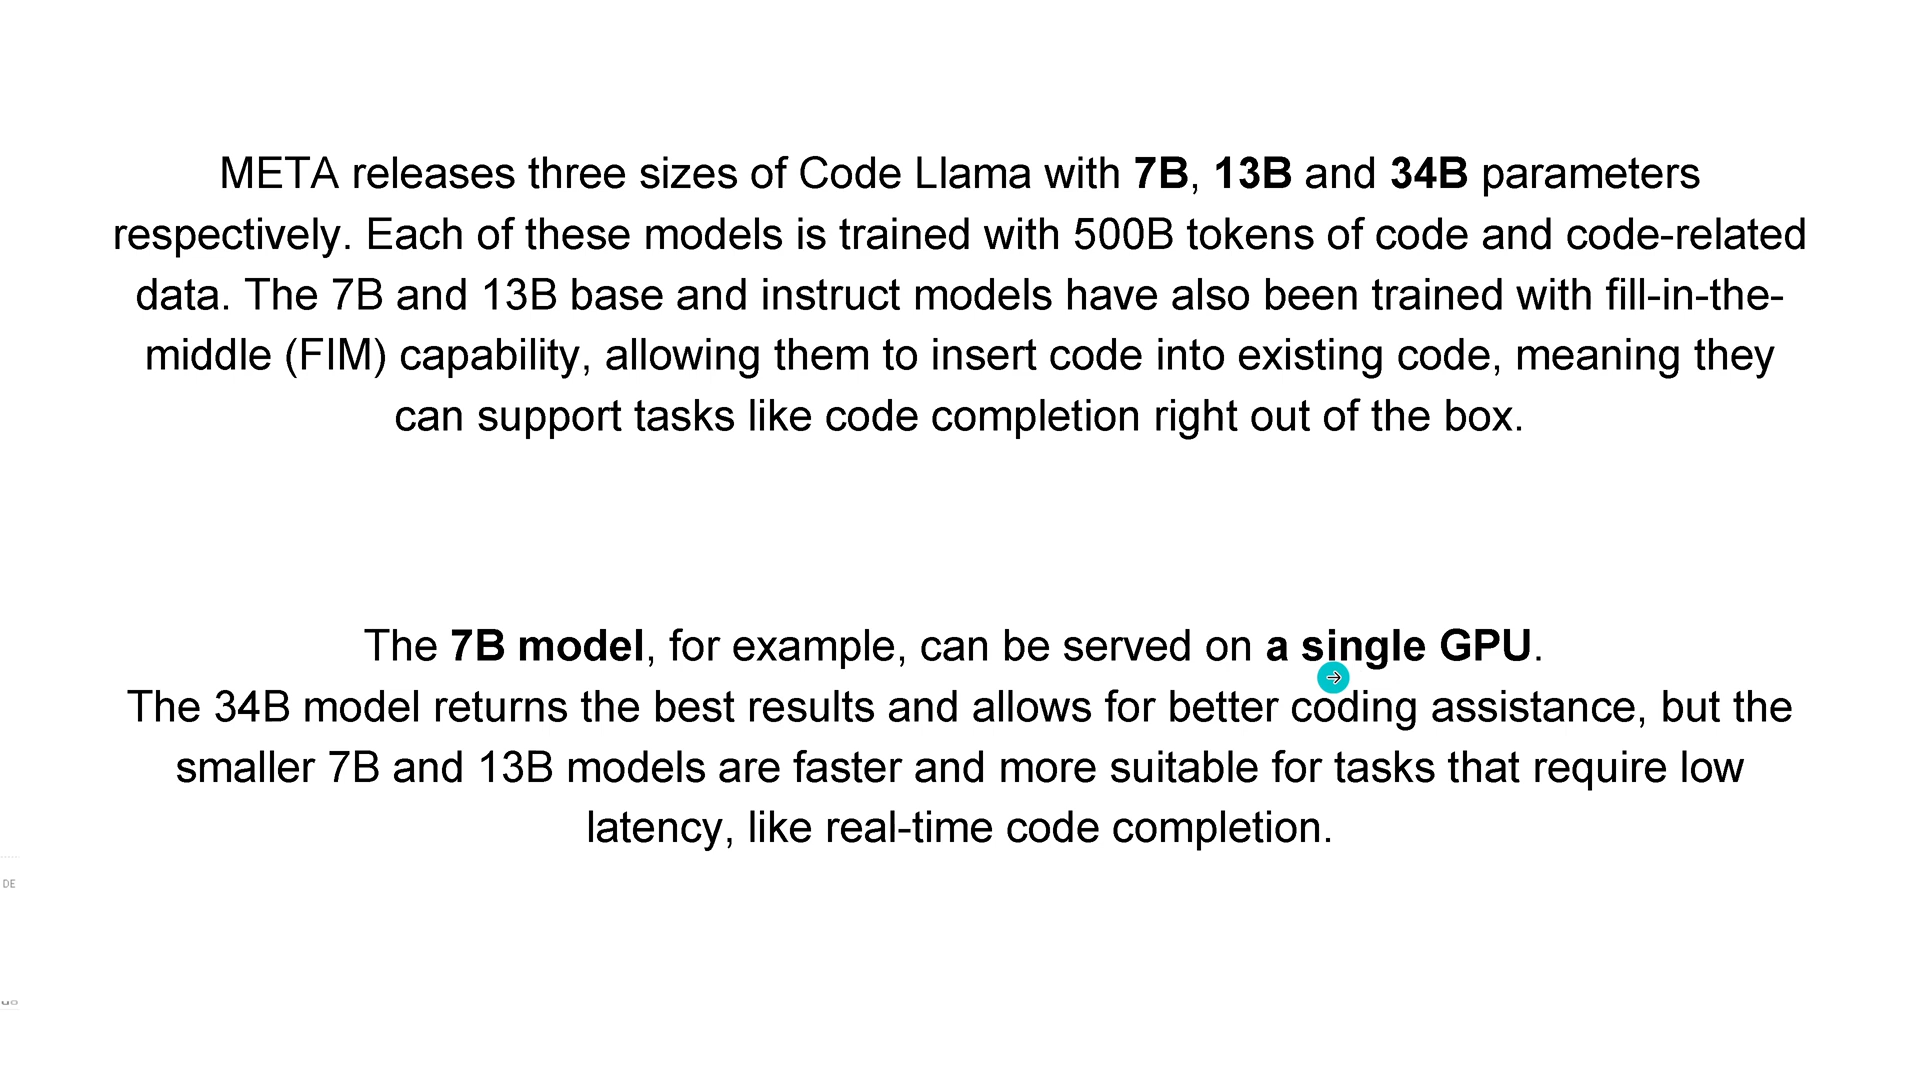 META releases three sizes of Code Llama with 7B, 13B and 34B parameters
respectively. Each of these models is trained with 500B tokens of code and code-related
data. The 7B and 13B base and instruct models have also been trained with fill-in-the-
middle (FIM) capability, allowing them to insert code into existing code, meaning they
can support tasks like code completion right out of the box.
The 7B model, for example, can be served on a single GPU.
The 34B model returns the best results and allows for better coding assistance, but the
smaller 7B and 13B models are faster and more suitable for tasks that require low
latency, like real-time code completion.
DE